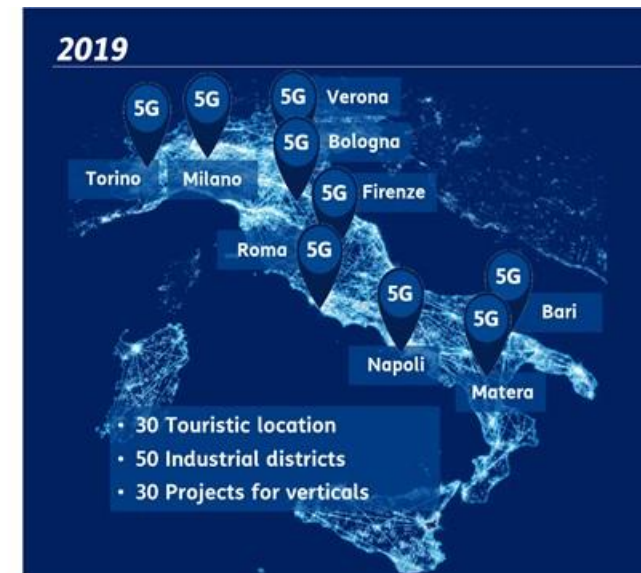 2019
5G
5G
5G Verona
5G Bologna
Torino
Milano
5G Firenze
Roma 5G
5G
5G
5G
Bari
Napoli
Matera
• 30 Touristic location
• 50 Industrial districts
• 30 Projects for verticals